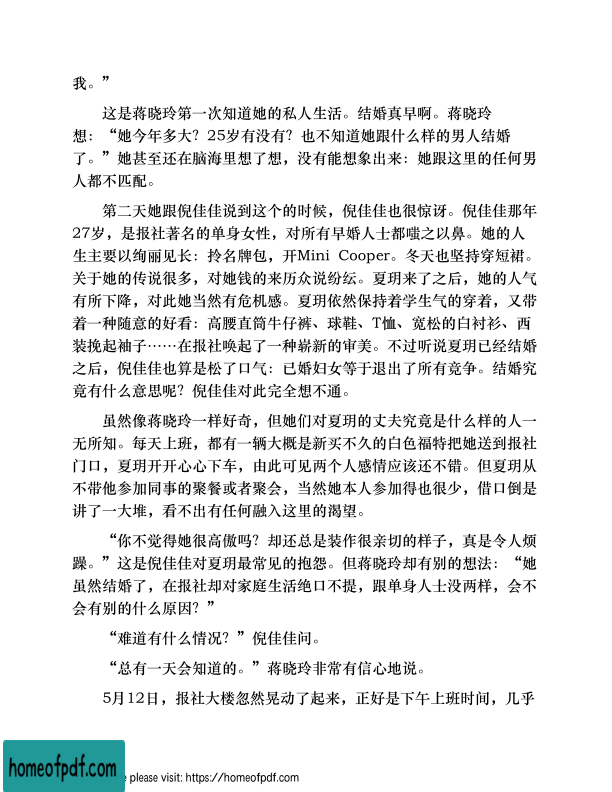 我。”
这是蒋晓玲第一次知道她的私人生活。结婚真早啊。蒋晓玲
想：“她今年多大？25岁有没有？也不知道她跟什么样的男人结婚
了。”她甚至还在脑海里想了想，没有能想象出来：她跟这里的任何男
人都不匹配。
第二天她跟倪佳佳说到这个的时候，倪佳佳也很惊讶。倪佳佳那年
27岁，是报社著名的单身女性，对所有早婚人士都嗤之以鼻。她的人
生主要以绚丽见长：拎名牌包，开Mini Cooper。冬天也坚持穿短裙。
关于她的传说很多，对她钱的来历众说纷纭。夏玥来了之后，她的人气
有所下降，对此她当然有危机感。夏玥依然保持着学生气的穿着，又带
着一种随意的好看：高腰直筒牛仔裤、球鞋、T恤、宽松的白衬衫、西
装挽起袖子……在报社唤起了一种崭新的审美。不过听说夏玥已经结婚
之后，倪佳佳也算是松了口气：已婚妇女等于退出了所有竞争。结婚究
竟有什么意思呢？倪佳佳对此完全想不通。
虽然像蒋晓玲一样好奇，但她们对夏玥的丈夫究竟是什么样的人一
无所知。每天上班，都有一辆大概是新买不久的白色福特把她送到报社
门口，夏玥开开心心下车，由此可见两个人感情应该还不错。但夏玥从
不带他参加同事的聚餐或者聚会，当然她本人参加得也很少，借口倒是
讲了一大堆，看不出有任何融入这里的渴望。
“你不觉得她很高傲吗？却还总是装作很亲切的样子，真是令人烦
躁。”这是倪佳佳对夏玥最常见的抱怨。但蒋晓玲却有别的想法：“她
虽然结婚了，在报社却对家庭生活绝口不提，跟单身人士没两样，会不
会有别的什么原因？”
“难道有什么情况？”倪佳佳问。
“总有一天会知道的。”蒋晓玲非常有信心地说。
5月12日，报社大楼忽然晃动了起来，正好是下午上班时间，几乎
homeofpdf.com
please visit: https://homeofpdf.com